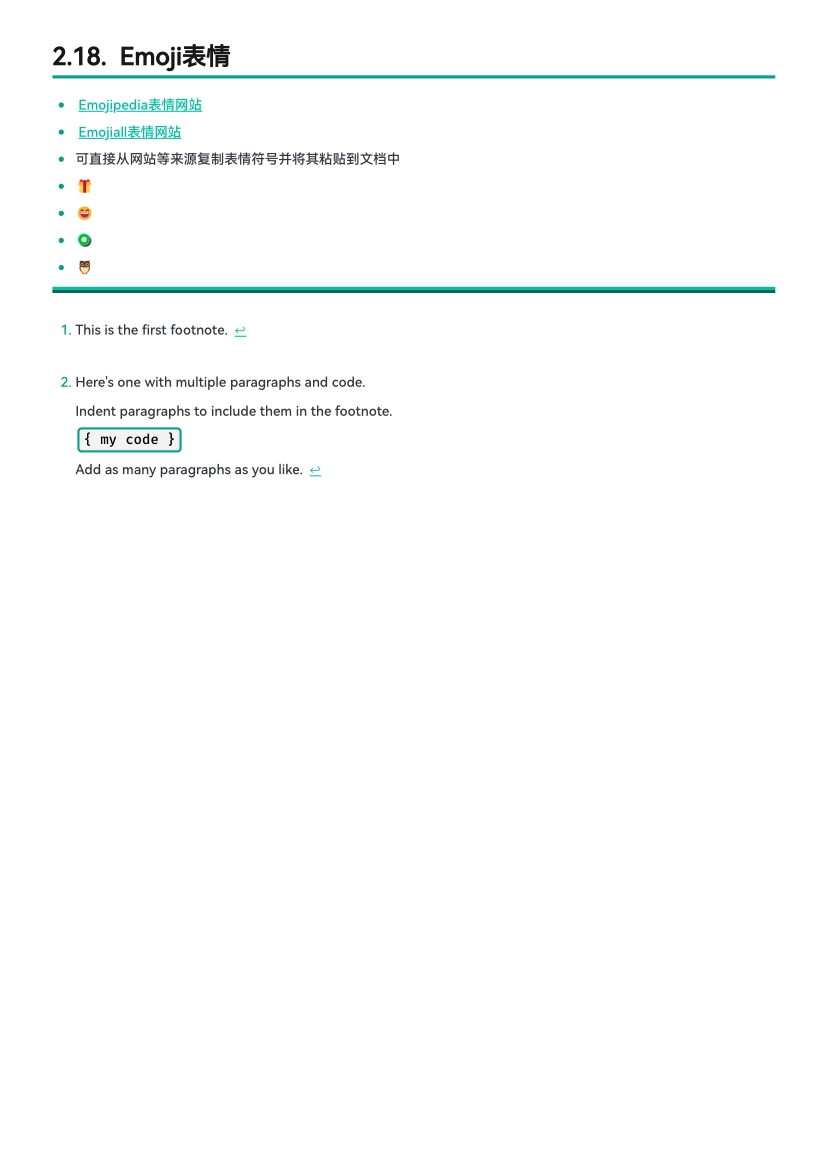 2.18. Emoji表情
• Emojipedia表情网站
• Emojiall表情网站
• 可直接从网站等来源复制表情符号并将其粘贴到文档中
• 🎁
• 😄
• 🥝
• 🦉
1. This is the first footnote. ↩
2. Here's one with multiple paragraphs and code.
Indent paragraphs to include them in the footnote.
{ my code }
Add as many paragraphs as you like. ↩